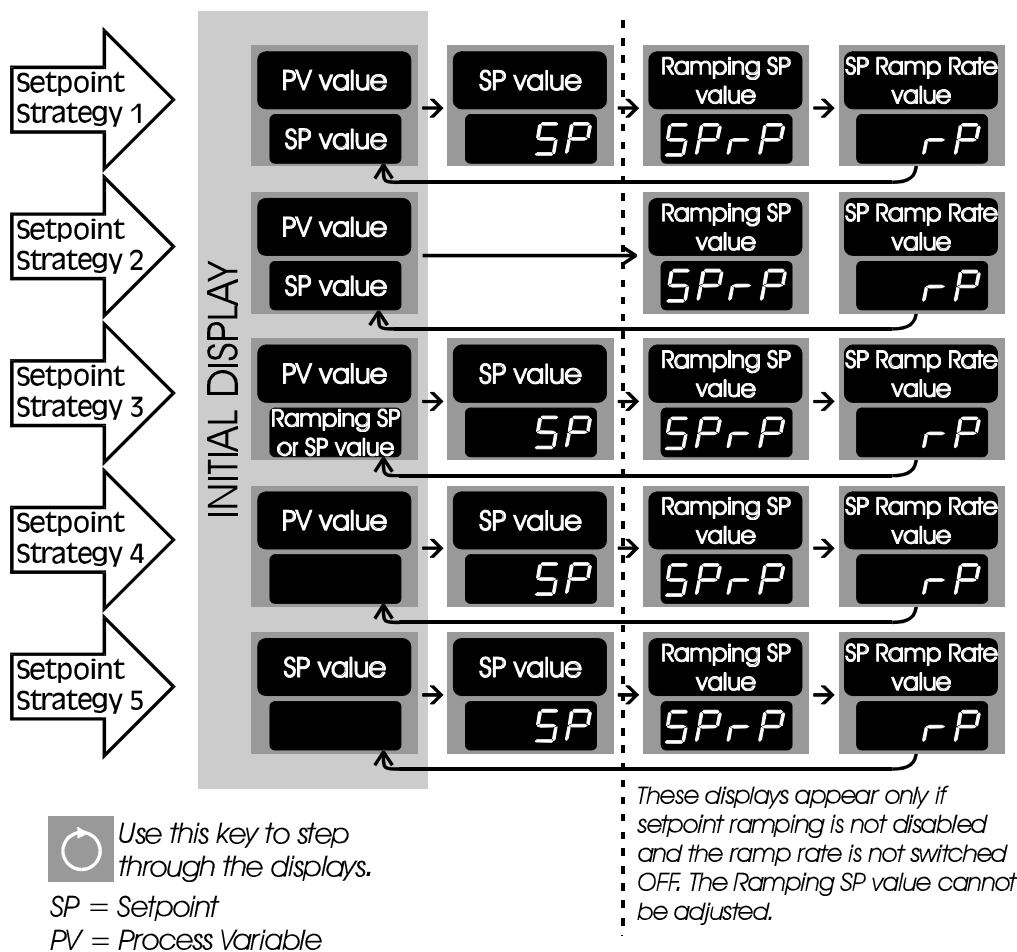 Setpoint
Strategy 1
PV value
SP value
SP value
SP
Ramping SP
value
SPrP
SP Ramp Rate
value
rP
Setpoint
Strategy 2
PV value
SP value
Ramping SP
value
SPrP
SP Ramp Rate
value
rP
INITIAL DISPLAY
Setpoint
Strategy 3
PV value
Ramping SP
or SP value
SP value
SP
Ramping SP
value
SPrP
SP Ramp Rate
value
rP
Setpoint
Strategy 4
PV value
SP value
SP
Ramping SP
value
SPrP
SP Ramp Rate
value
rP
Setpoint
Strategy 5
SP value
SP value
SP
Ramping SP
value
SPrP
SP Ramp Rate
value
rP
Use this key to step
through the displays.
SP = Setpoint
PV = Process Variable
These displays appear only if
setpoint ramping is not disabled
and the ramp rate is not switched
OFF. The Ramping SP value cannot
be adjusted.